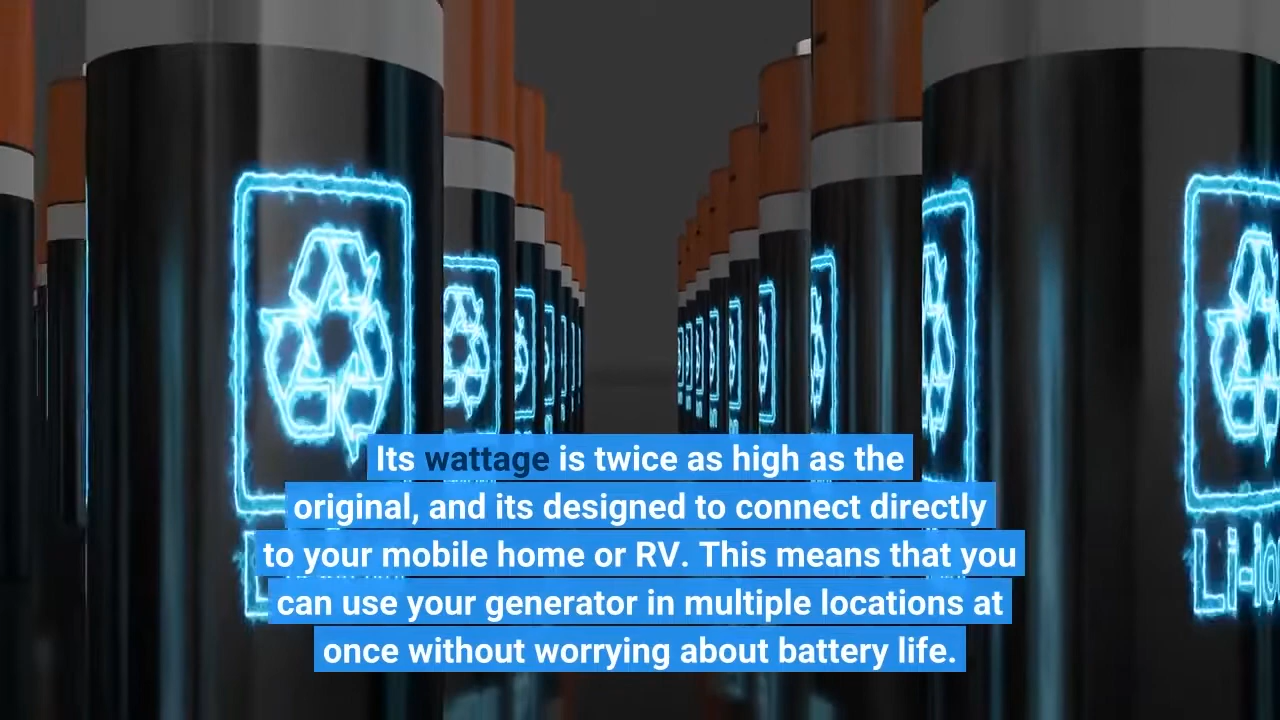 Its wattage is twice as high as the
original, and its designed to connect directly
to your mobile home or RV. This means that you
can use your generator in multiple locations at
once without worrying about battery life.